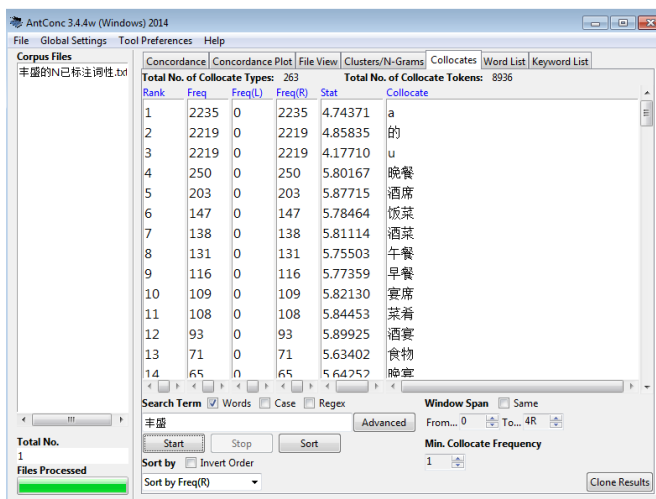 AntConc 3.4.4w (Windows) 2014
File Global Settings Tool Preferences Help
Corpus Files
丰盛的N已标注词性.txt
Concordance Concordance Plot File View Clusters/N-Grams Collocates Word List Keyword List
Total No. of Collocate Types: 263 Total No. of Collocate Tokens: 8936
Rank Freq Freq(L) Freq(R) Stat Collocate
1 2235 0 2235 4.74371 a
2 2219 0 2219 4.85835 的
3 2219 0 2219 4.17710 u
4 250 0 250 5.80167 晚餐
5 203 0 203 5.87715 酒席
6 147 0 147 5.78464 饭菜
7 138 0 138 5.81114 酒菜
8 131 0 131 5.75503 午餐
9 116 0 116 5.77359 早餐
10 109 0 109 5.82130 宴席
11 108 0 108 5.84453 菜肴
12 93 0 93 5.89925 酒宴
13 71 0 71 5.63402 食物
14 65 0 65 5.64252 晚宴
Search Term Words Case Regex
丰盛 Advanced
Start Stop Sort
Sort by Invert Order
Sort by Freq(R)
Window Span Same
From... 0 To... 4R
Min. Collocate Frequency
1
Total No.
1
Files Processed
Clone Results